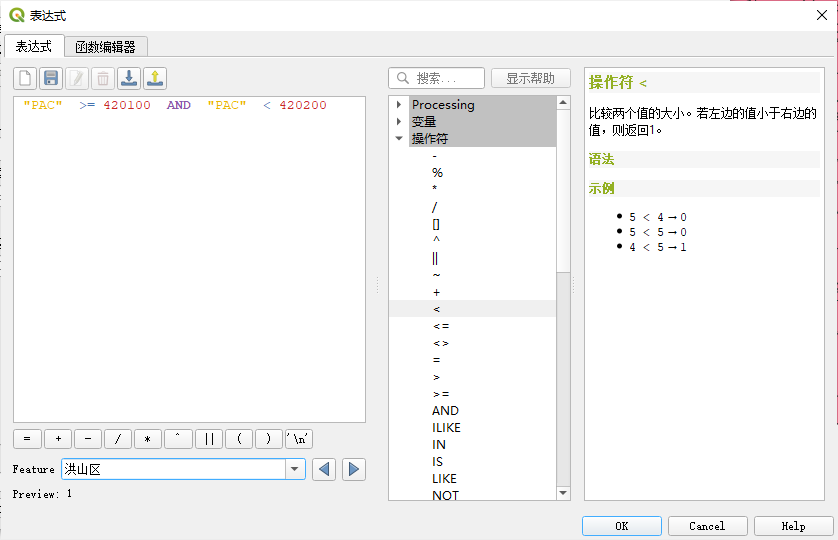 表达式
表达式 函数编辑器
搜索... 显示帮助
"PAC" >= 420100 AND "PAC" < 420200
Processing
变量
操作符
-
%
*
/
[]
^
||
~
+
<
<=
<>
=
>
>=
AND
ILIKE
IN
IS
LIKE
NOT
操作符 <
比较两个值的大小。若左边的值小于右边的
值，则返回1。
语法
示例
5 < 4→0
5 < 5→0
4 < 5→1
= + - / * ^ || ( ) '\n'
Feature 洪山区
Preview: 1
OK Cancel Help